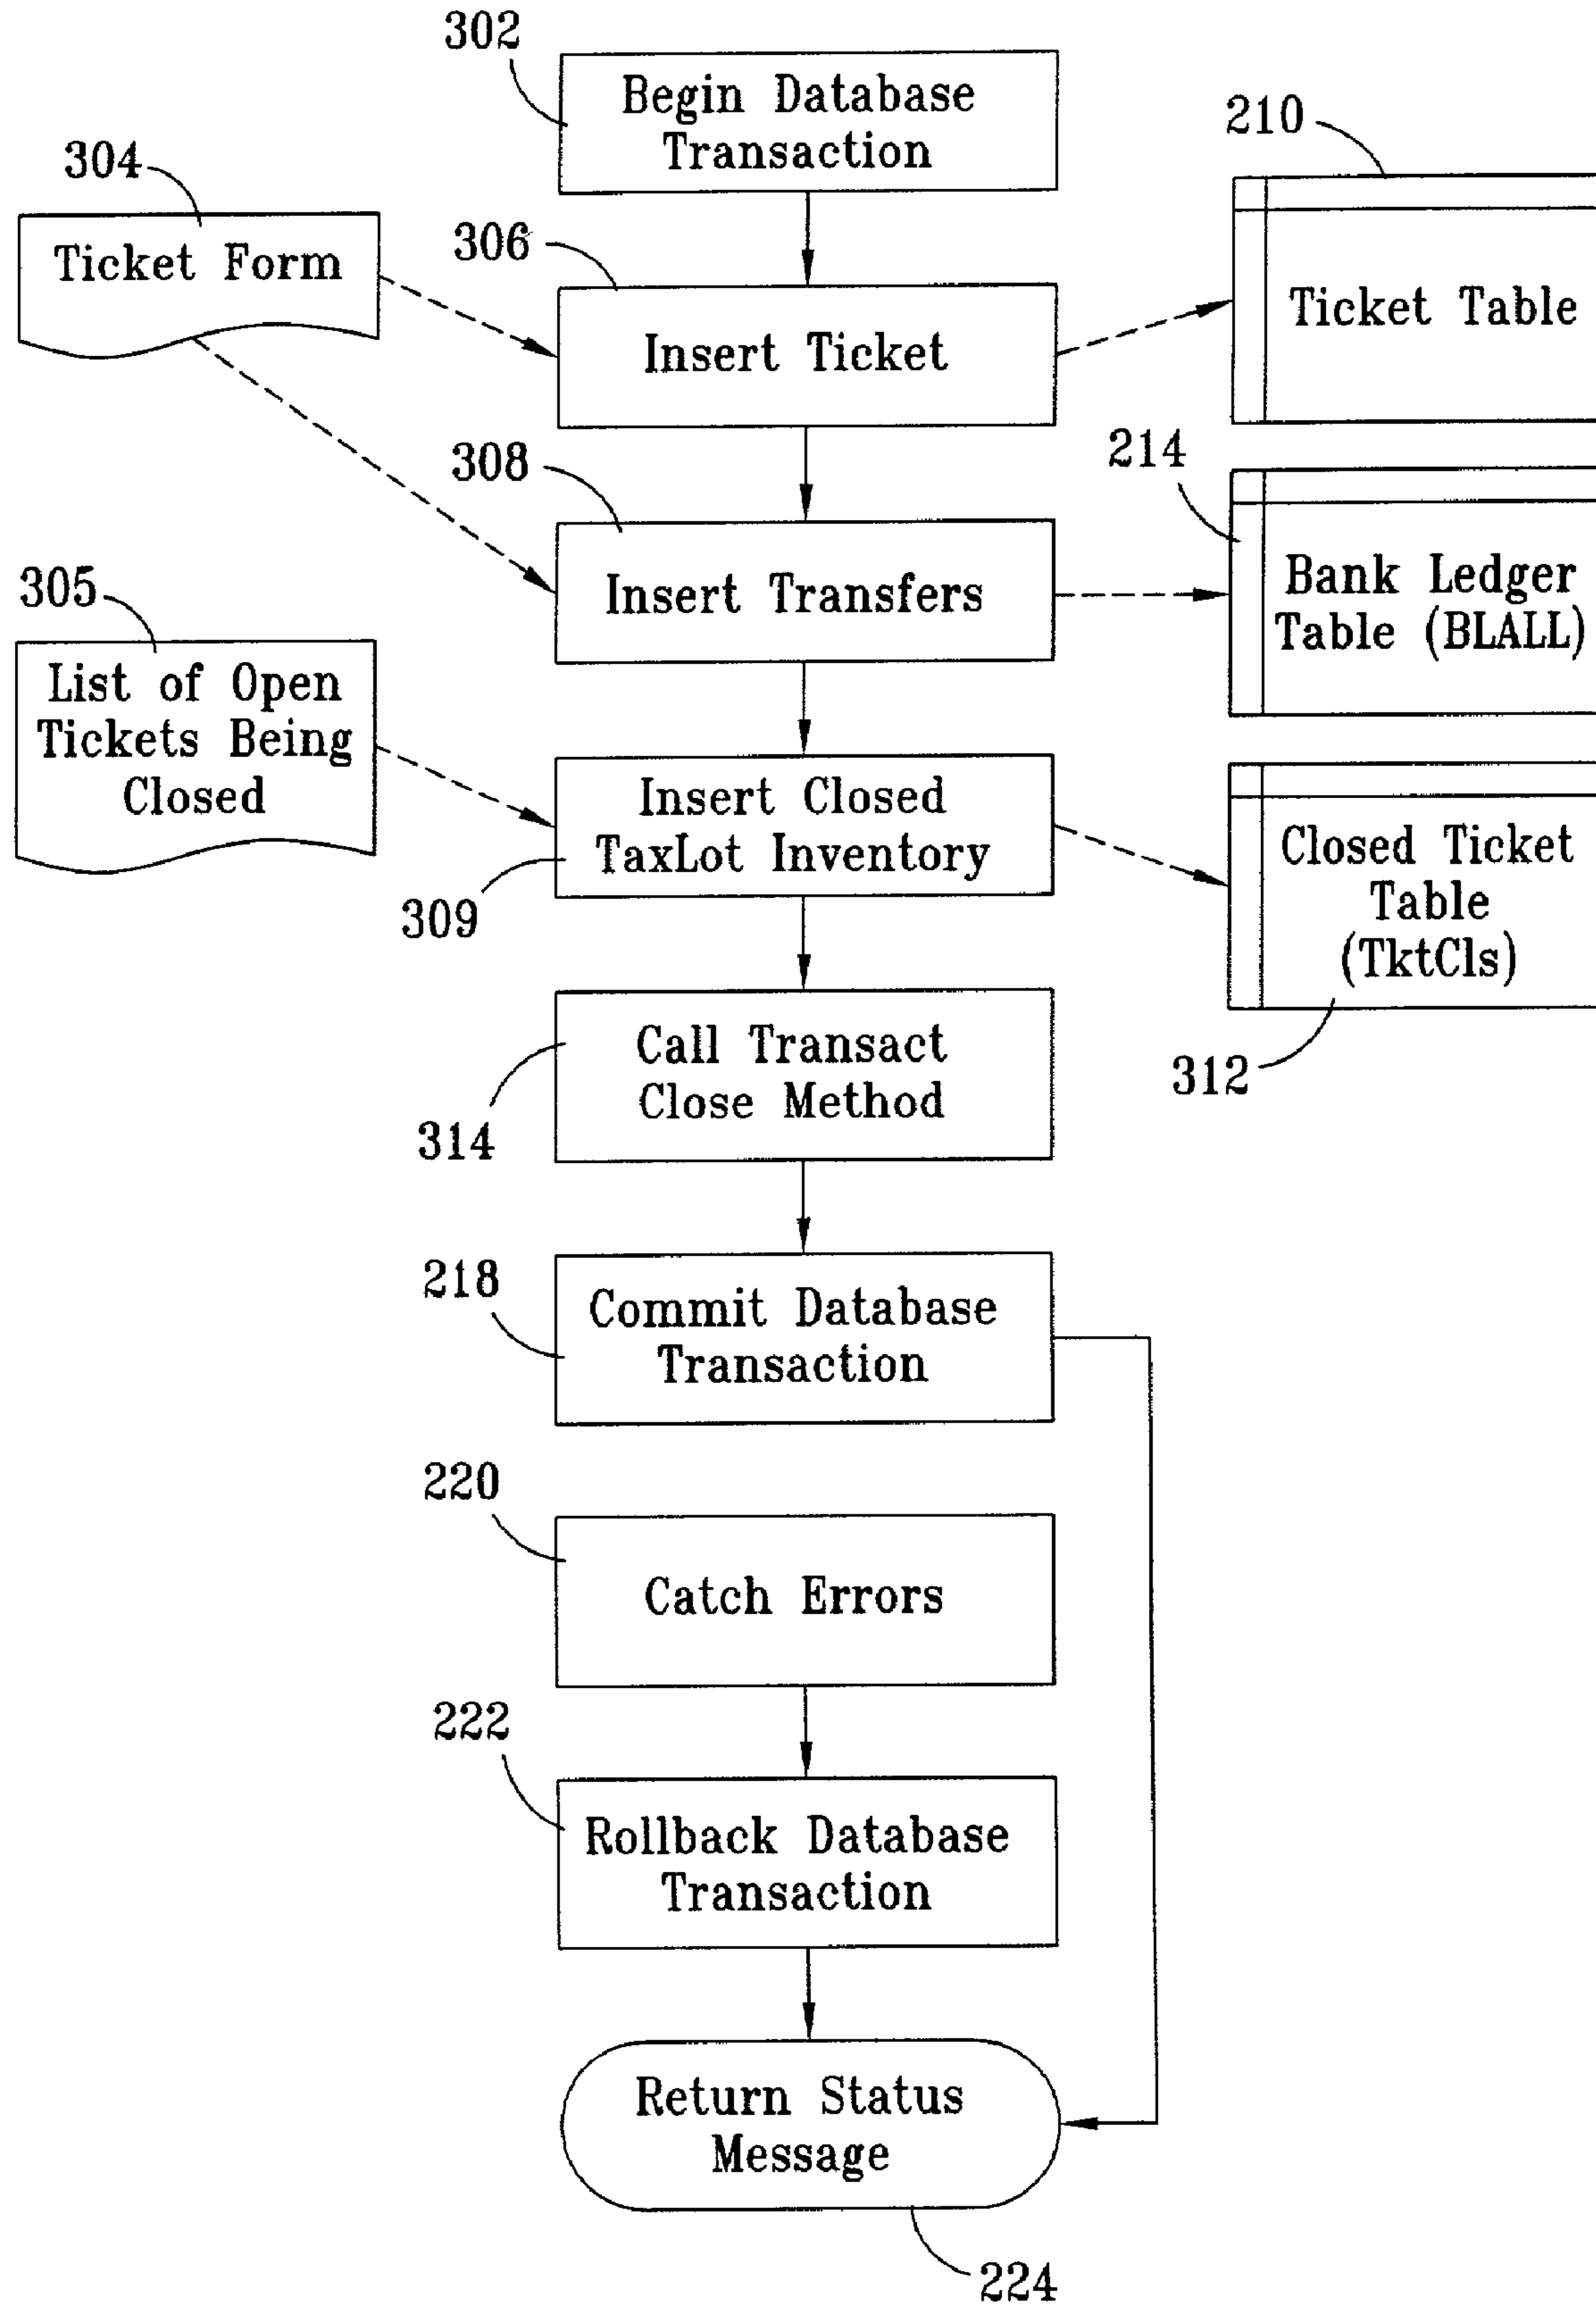 302
Begin Database
Transaction
304
Ticket Form
306
Insert Ticket
210
Ticket Table
308
Insert Transfers
214
Bank Ledger
Table (BLALL)
305
List of Open
Tickets Being
Closed
Insert Closed
TaxLot Inventory
309
Closed Ticket
Table
(TktCls)
312
Call Transact
Close Method
314
218
Commit Database
Transaction
220
Catch Errors
222
Rollback Database
Transaction
Return Status
Message
224